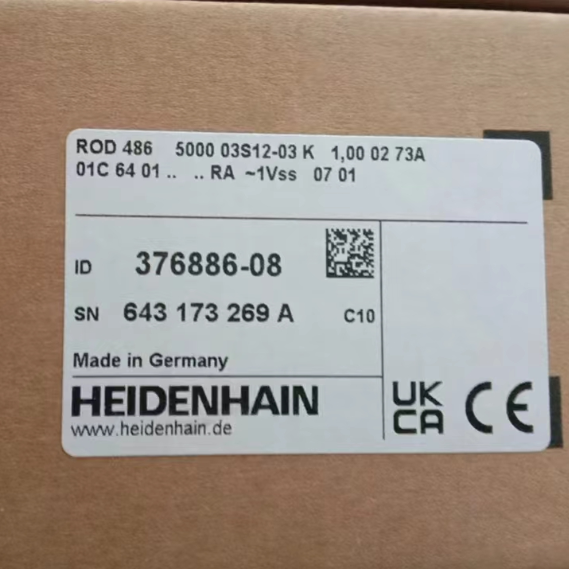 ROD 486 5000 03S12-03 K 1,00 02 73A
01C 64 01 .. .. RA ~1Vss 07 01
ID 376886-08
SN 643 173 269 A C10
Made in Germany
HEIDENHAIN
www.heidenhain.de
UK
CA
CE